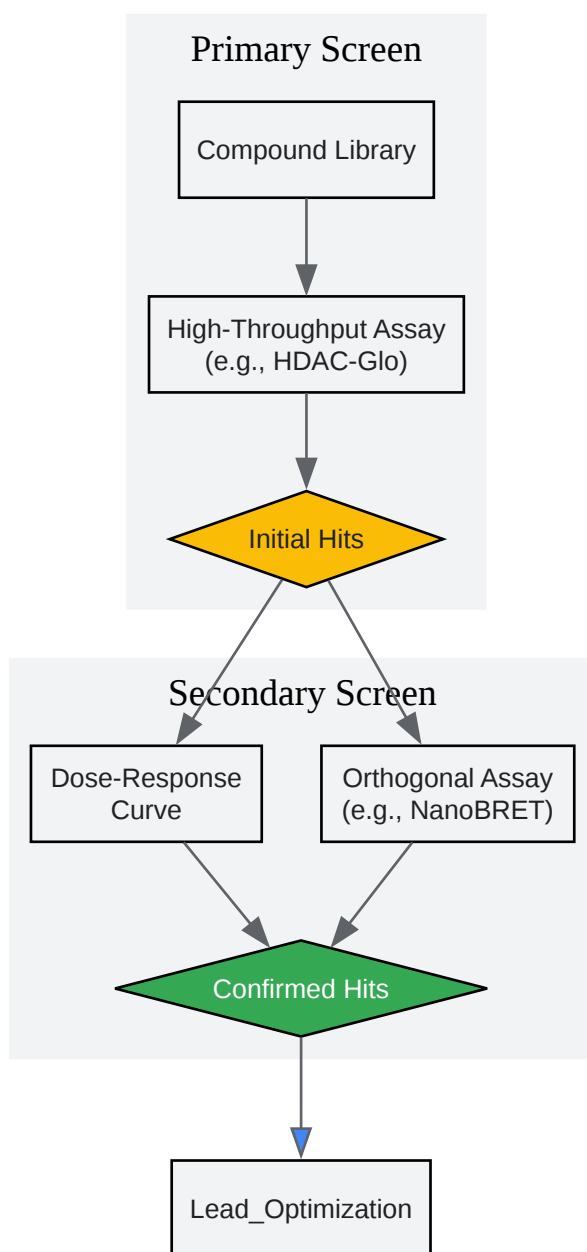 Primary Screen
Compound Library
High-Throughput Assay
(e.g., HDAC-Glo)
Initial Hits
Secondary Screen
Dose-Response
Curve
Orthogonal Assay
(e.g., NanoBRET)
Confirmed Hits
Lead_Optimization